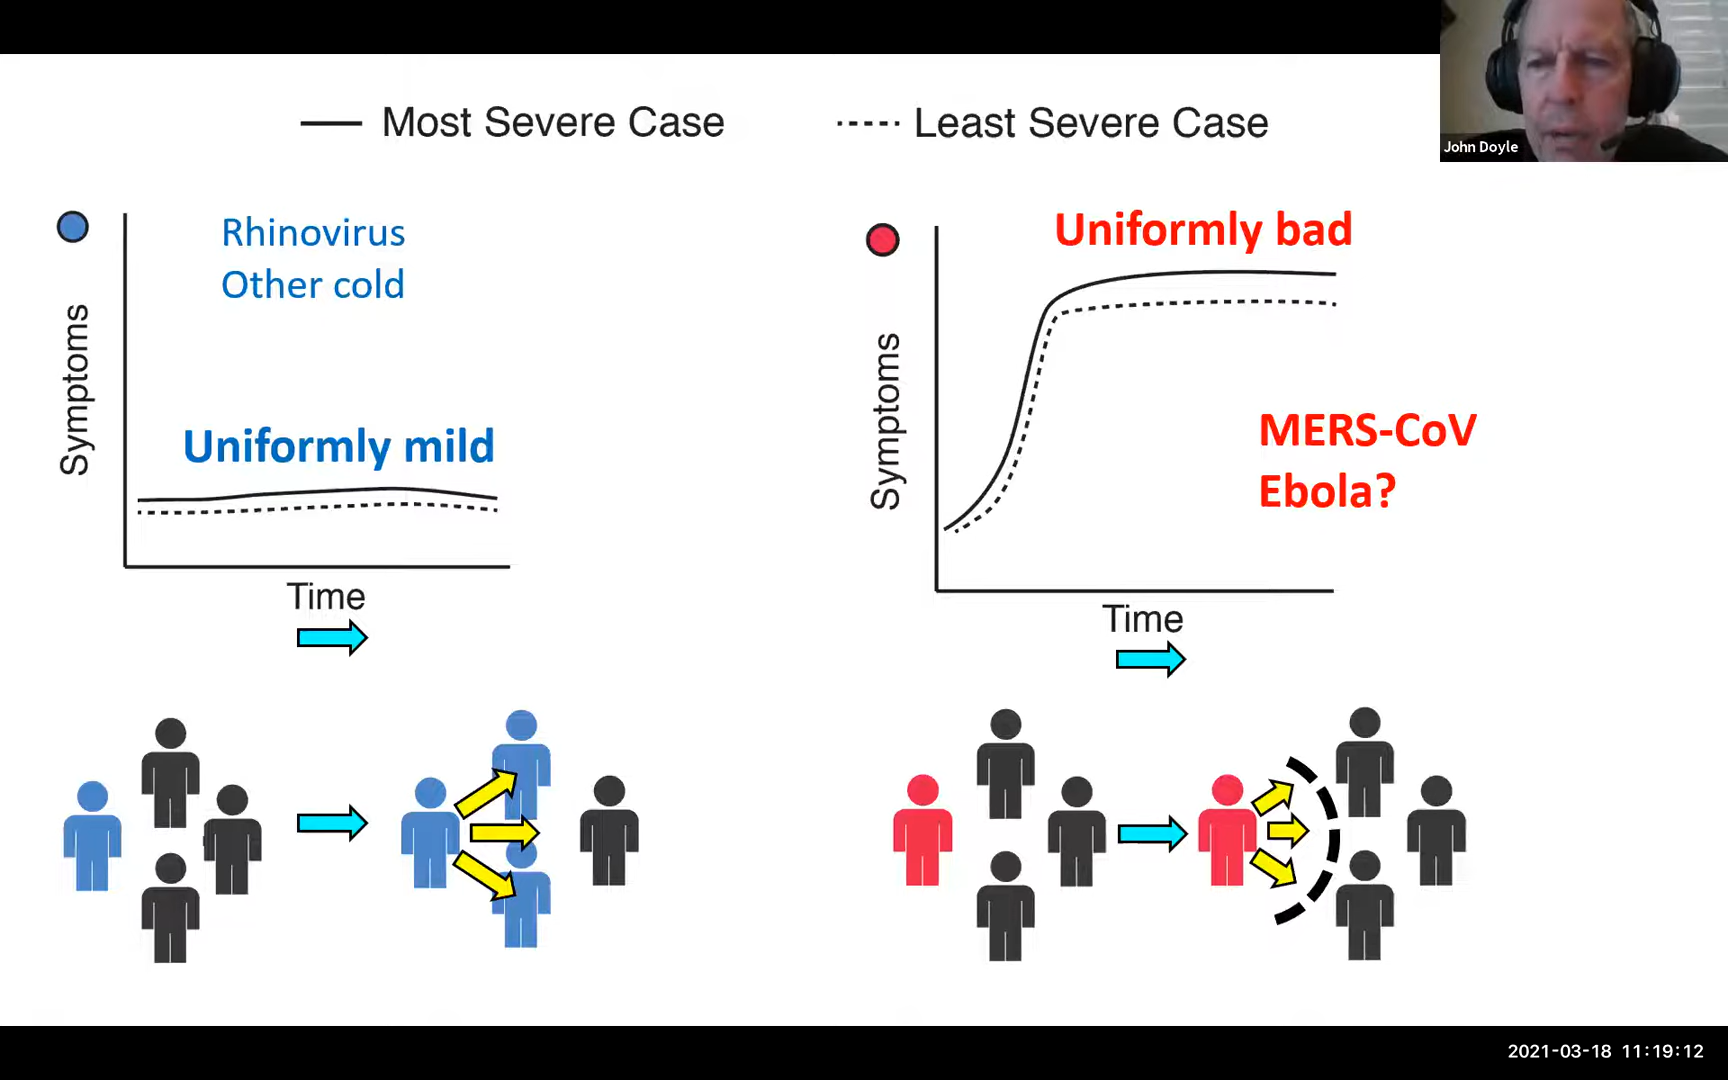 Most Severe Case
Least Severe Case
John Doyle
Rhinovirus
Other cold
Symptoms
Uniformly mild
Time
Uniformly bad
Symptoms
MERS-CoV
Ebola?
Time
2021-03-18 11:19:12